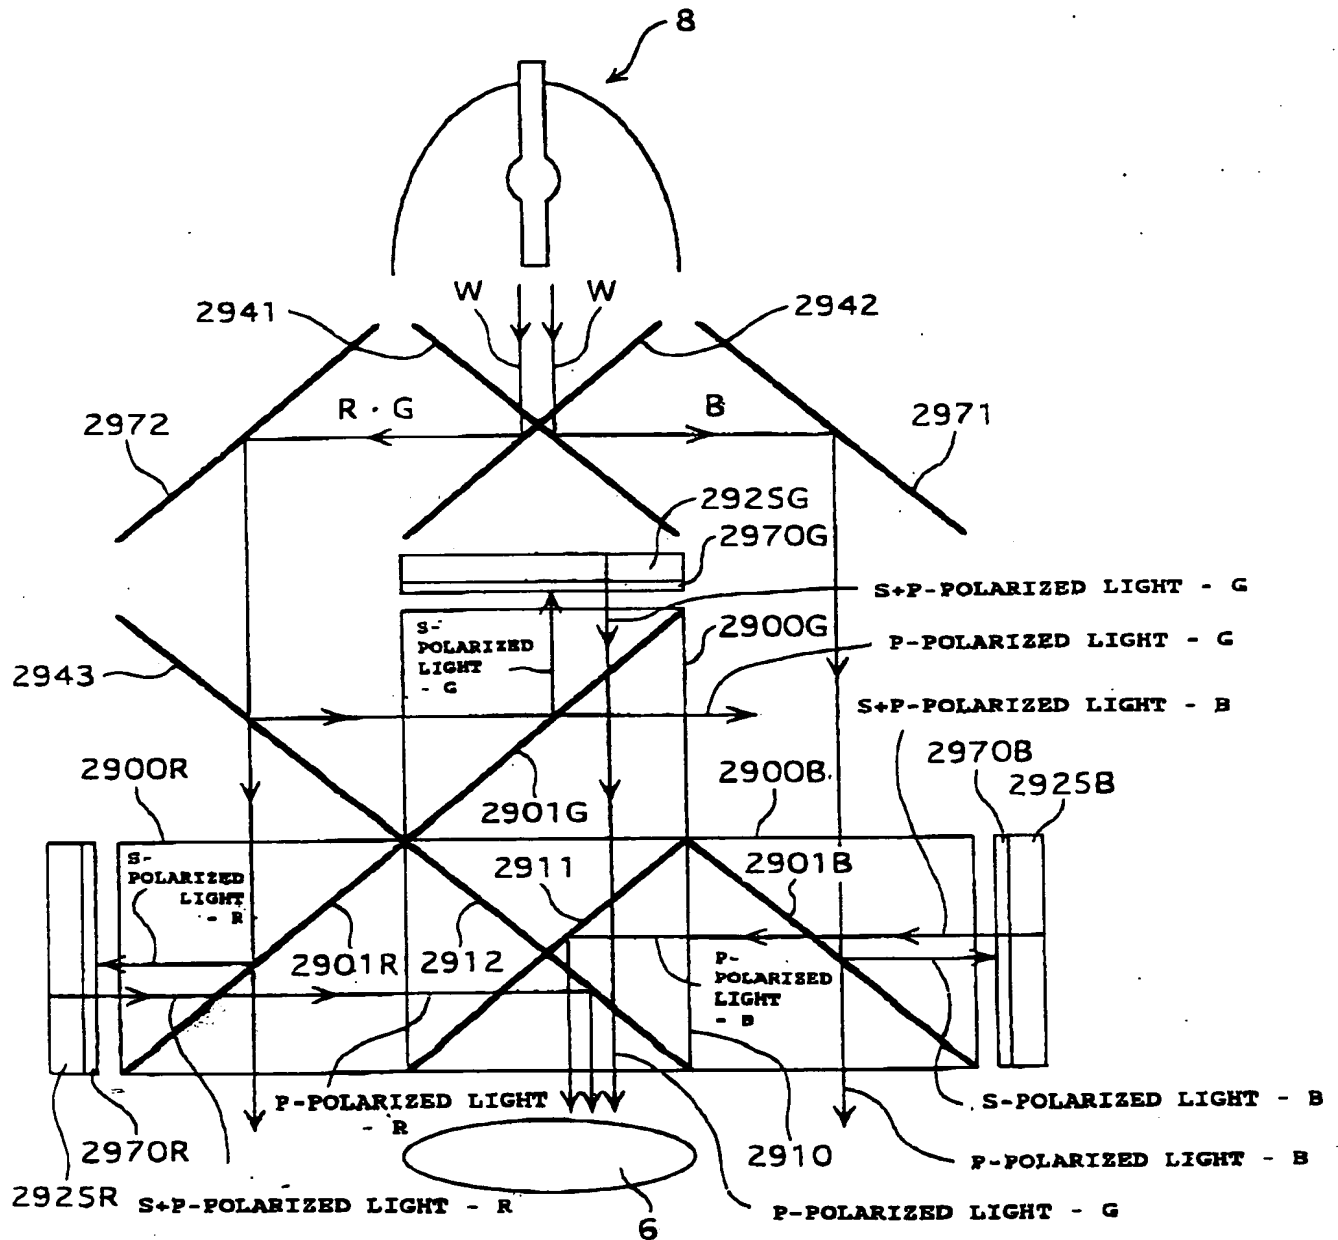 8
W W
2941 2942
R · G B
2972 2971
2925G
2970G
S+P-POLARIZED LIGHT - G
S-
POLARIZED
LIGHT
- G
2900G
P-POLARIZED LIGHT - G
2943
S+P-POLARIZED LIGHT - B
2970B
2900R 2901G 2900B 2925B
S-
POLARIZED
LIGHT
- R
2911 2901B
2901R 2912
P-
POLARIZED
LIGHT
- B
P-POLARIZED LIGHT
- R
S-POLARIZED LIGHT - B
2970R 2910
P-POLARIZED LIGHT - B
2925R S+P-POLARIZED LIGHT - R
P-POLARIZED LIGHT - G
6